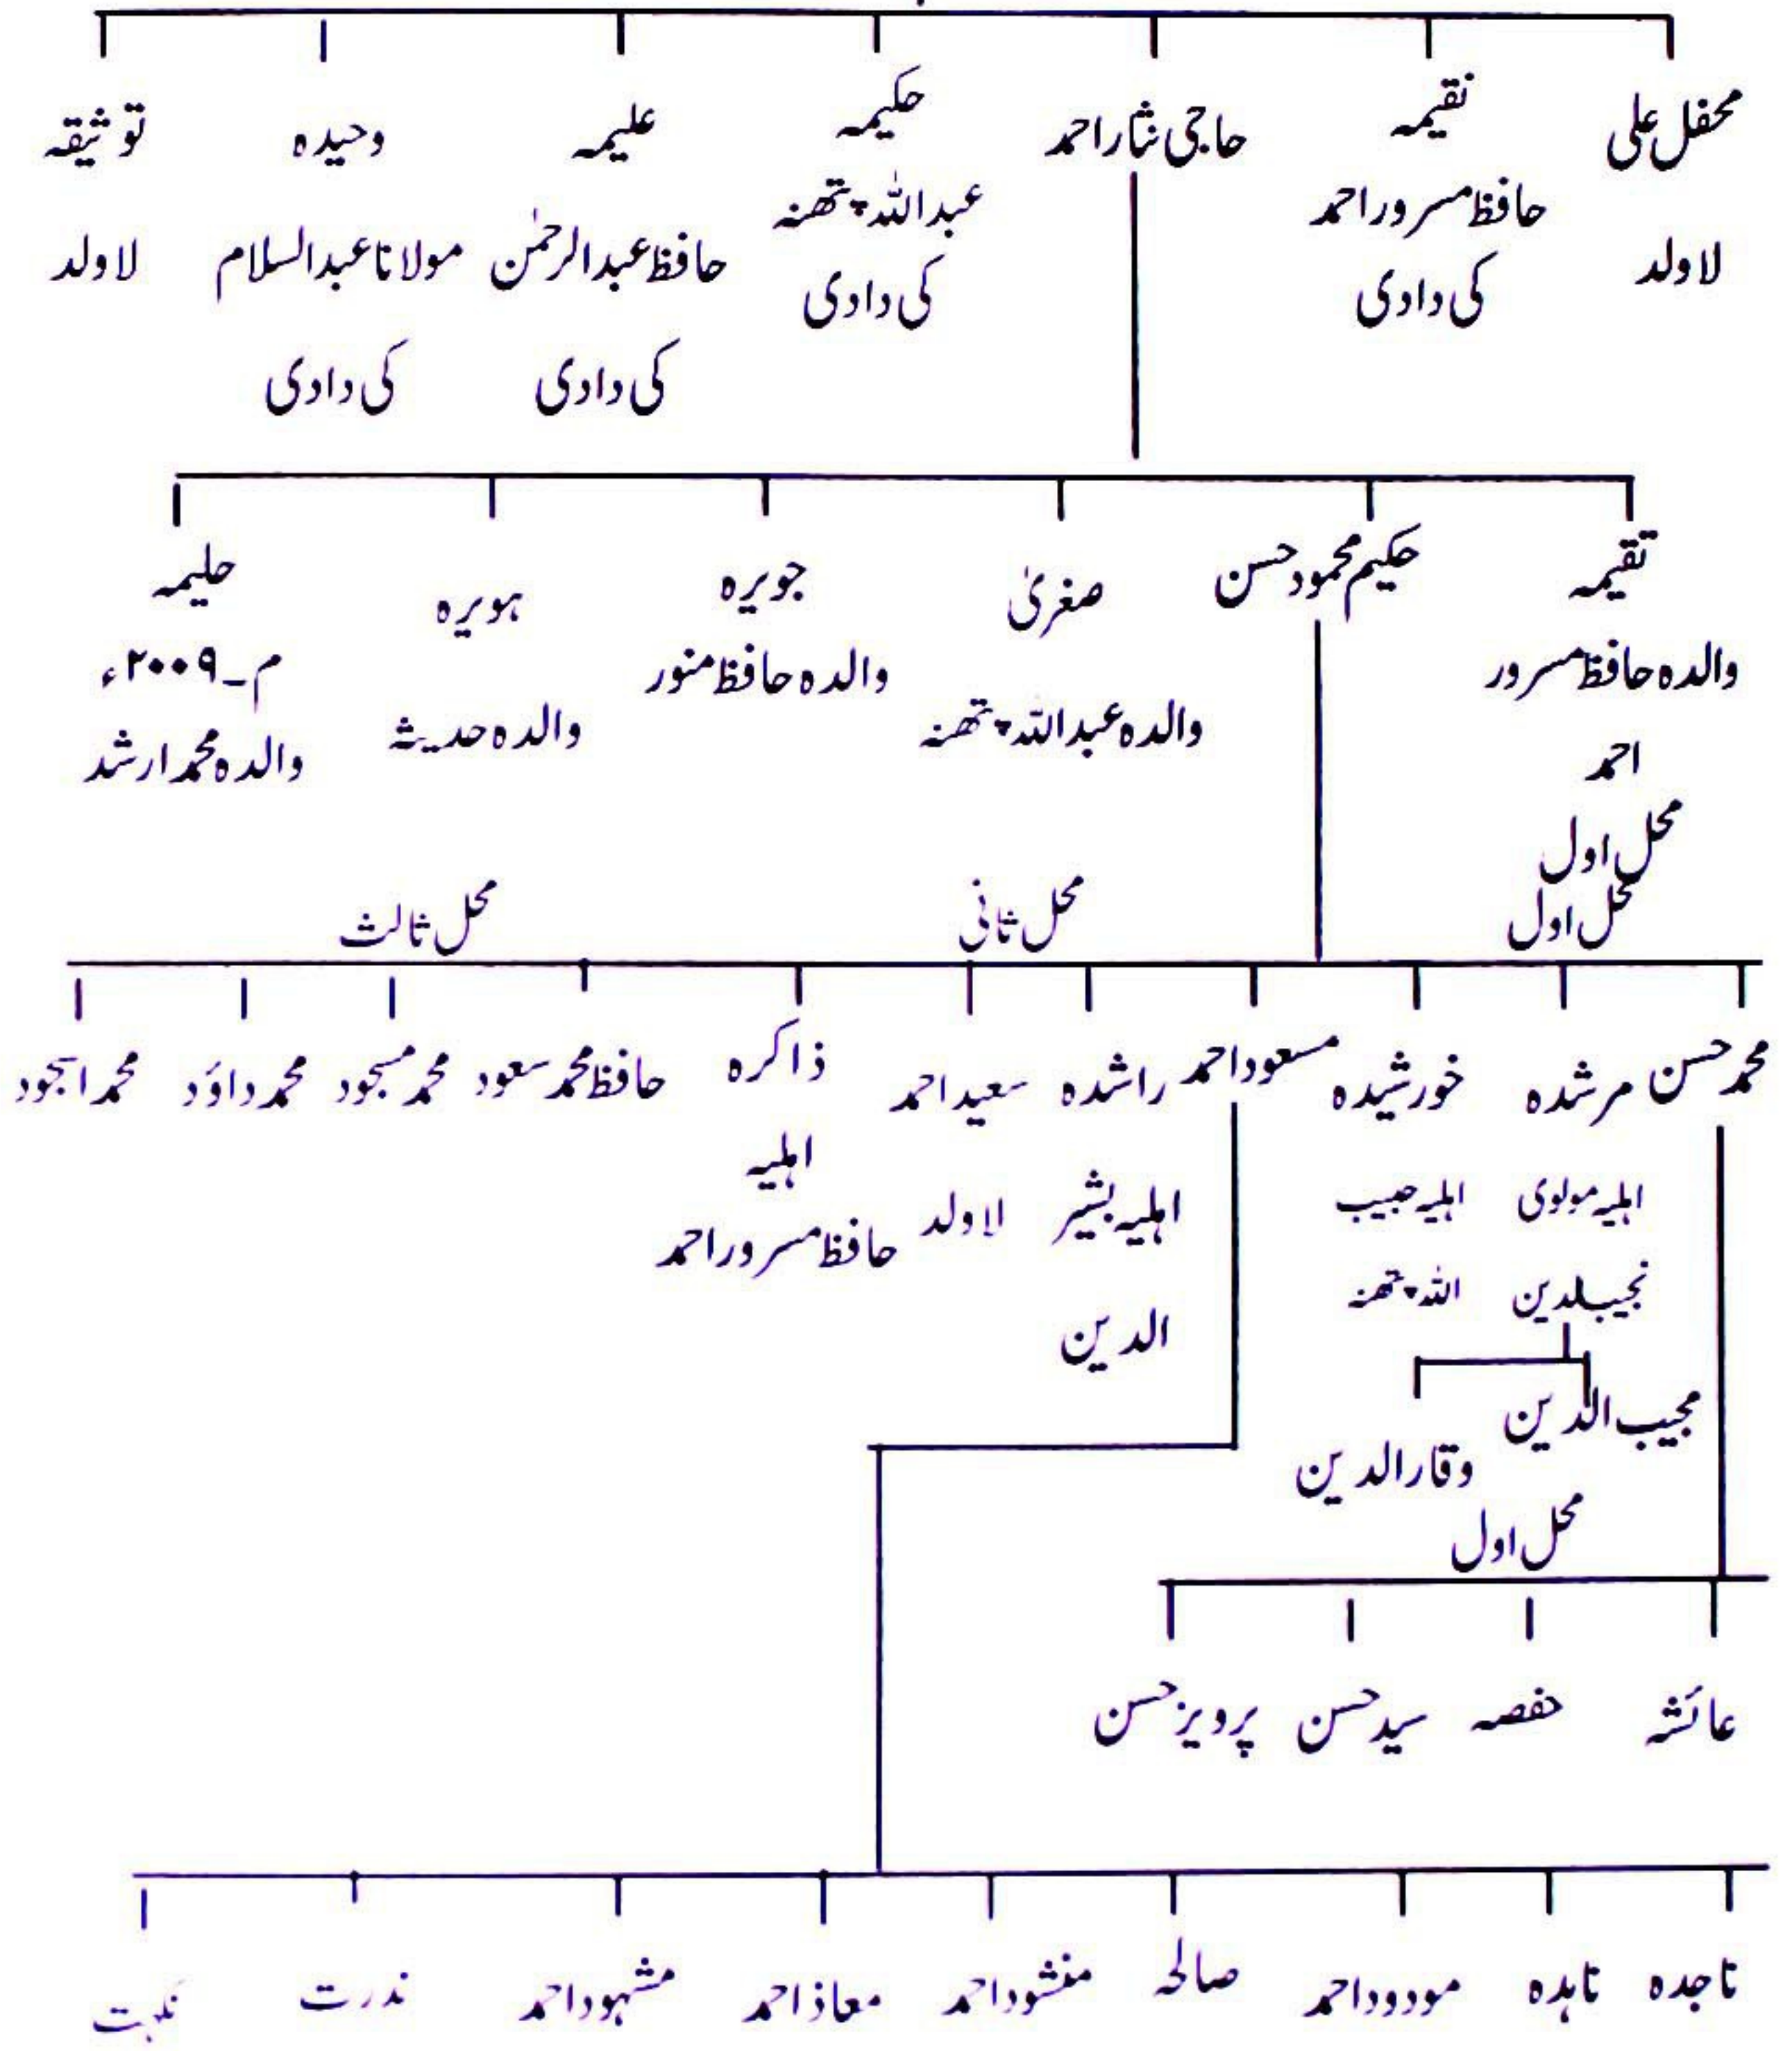 محفل علی
نقیمہ
حاجی نثار احمد
حکیمہ
علیمہ
وحیدہ
توثیقہ
لاولد
حافظ مسرور احمد
کی دادی
عبداللہ پتھنہ
کی دادی
حافظ عبدالرحمٰن
کی دادی
مولانا عبدالسلام
کی دادی
لاولد
تقیمہ
حکیم محمود حسن
صغریٰ
جویرہ
ہویرہ
حلیمہ
والدہ حافظ مسرور
احمد
والدہ عبداللہ پتھنہ
والدہ حافظ منور
والدہ حدیثہ
م۔۲۰۰۹ء
والدہ محمد ارشد
محل اول
محل اول
محل ثانی
محل ثالث
محمد حسن
مرشدہ
خورشیدہ
مسعود احمد
راشدہ
سعید احمد
ذاکرہ
حافظ محمد سعود
محمد مسجود
محمد داؤد
محمد اسجود
اہلیہ مولوی
نجیب الدین
اہلیہ حبیب
اللہ پتھنہ
اہلیہ بشیر
الدین
لاولد
اہلیہ
حافظ مسرور احمد
مجیب الدین
وقار الدین
محل اول
عائشہ
حفصہ
سید حسن
پرویز حسن
تاجدہ
تاہدہ
مودود احمد
صالحہ
منشود احمد
معاذ احمد
مشہود احمد
ندرت